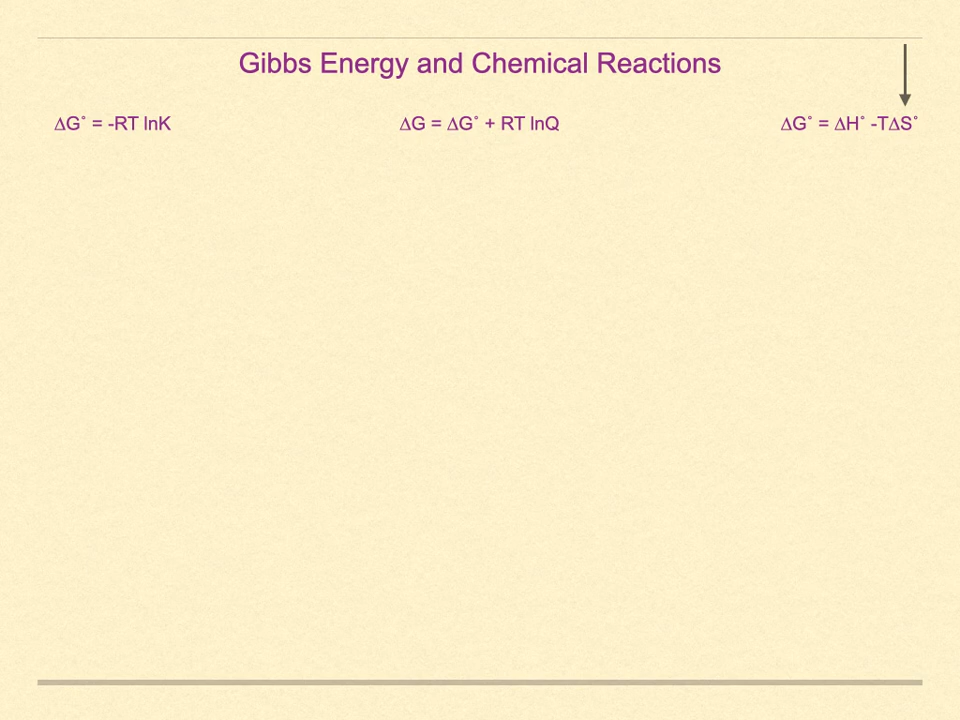 Gibbs Energy and Chemical Reactions
∆G˚ = -RT lnK
∆G = ∆G˚ + RT lnQ
∆G˚ = ∆H˚ -T∆S˚